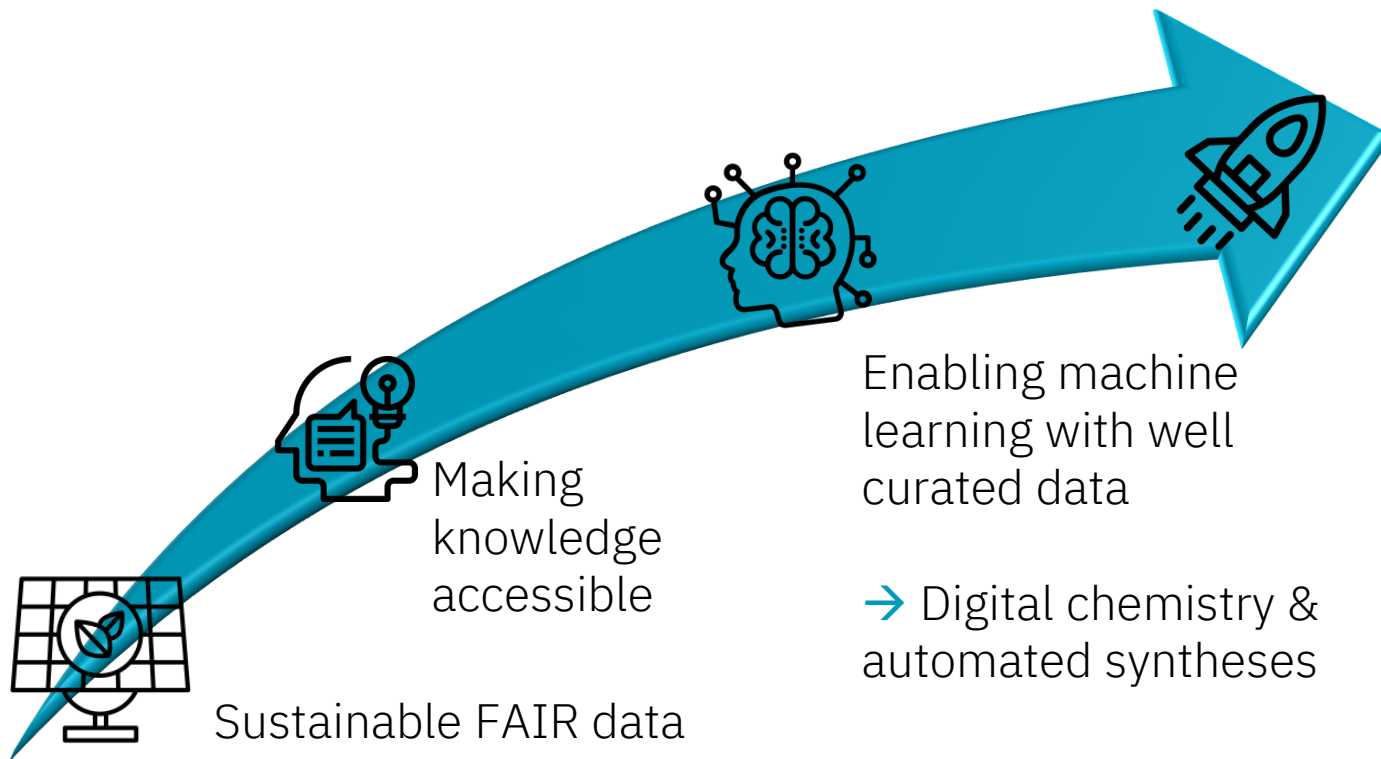 Sustainable FAIR data
Making
knowledge
accessible
Enabling machine
learning with well
curated data
→ Digital chemistry &
automated syntheses